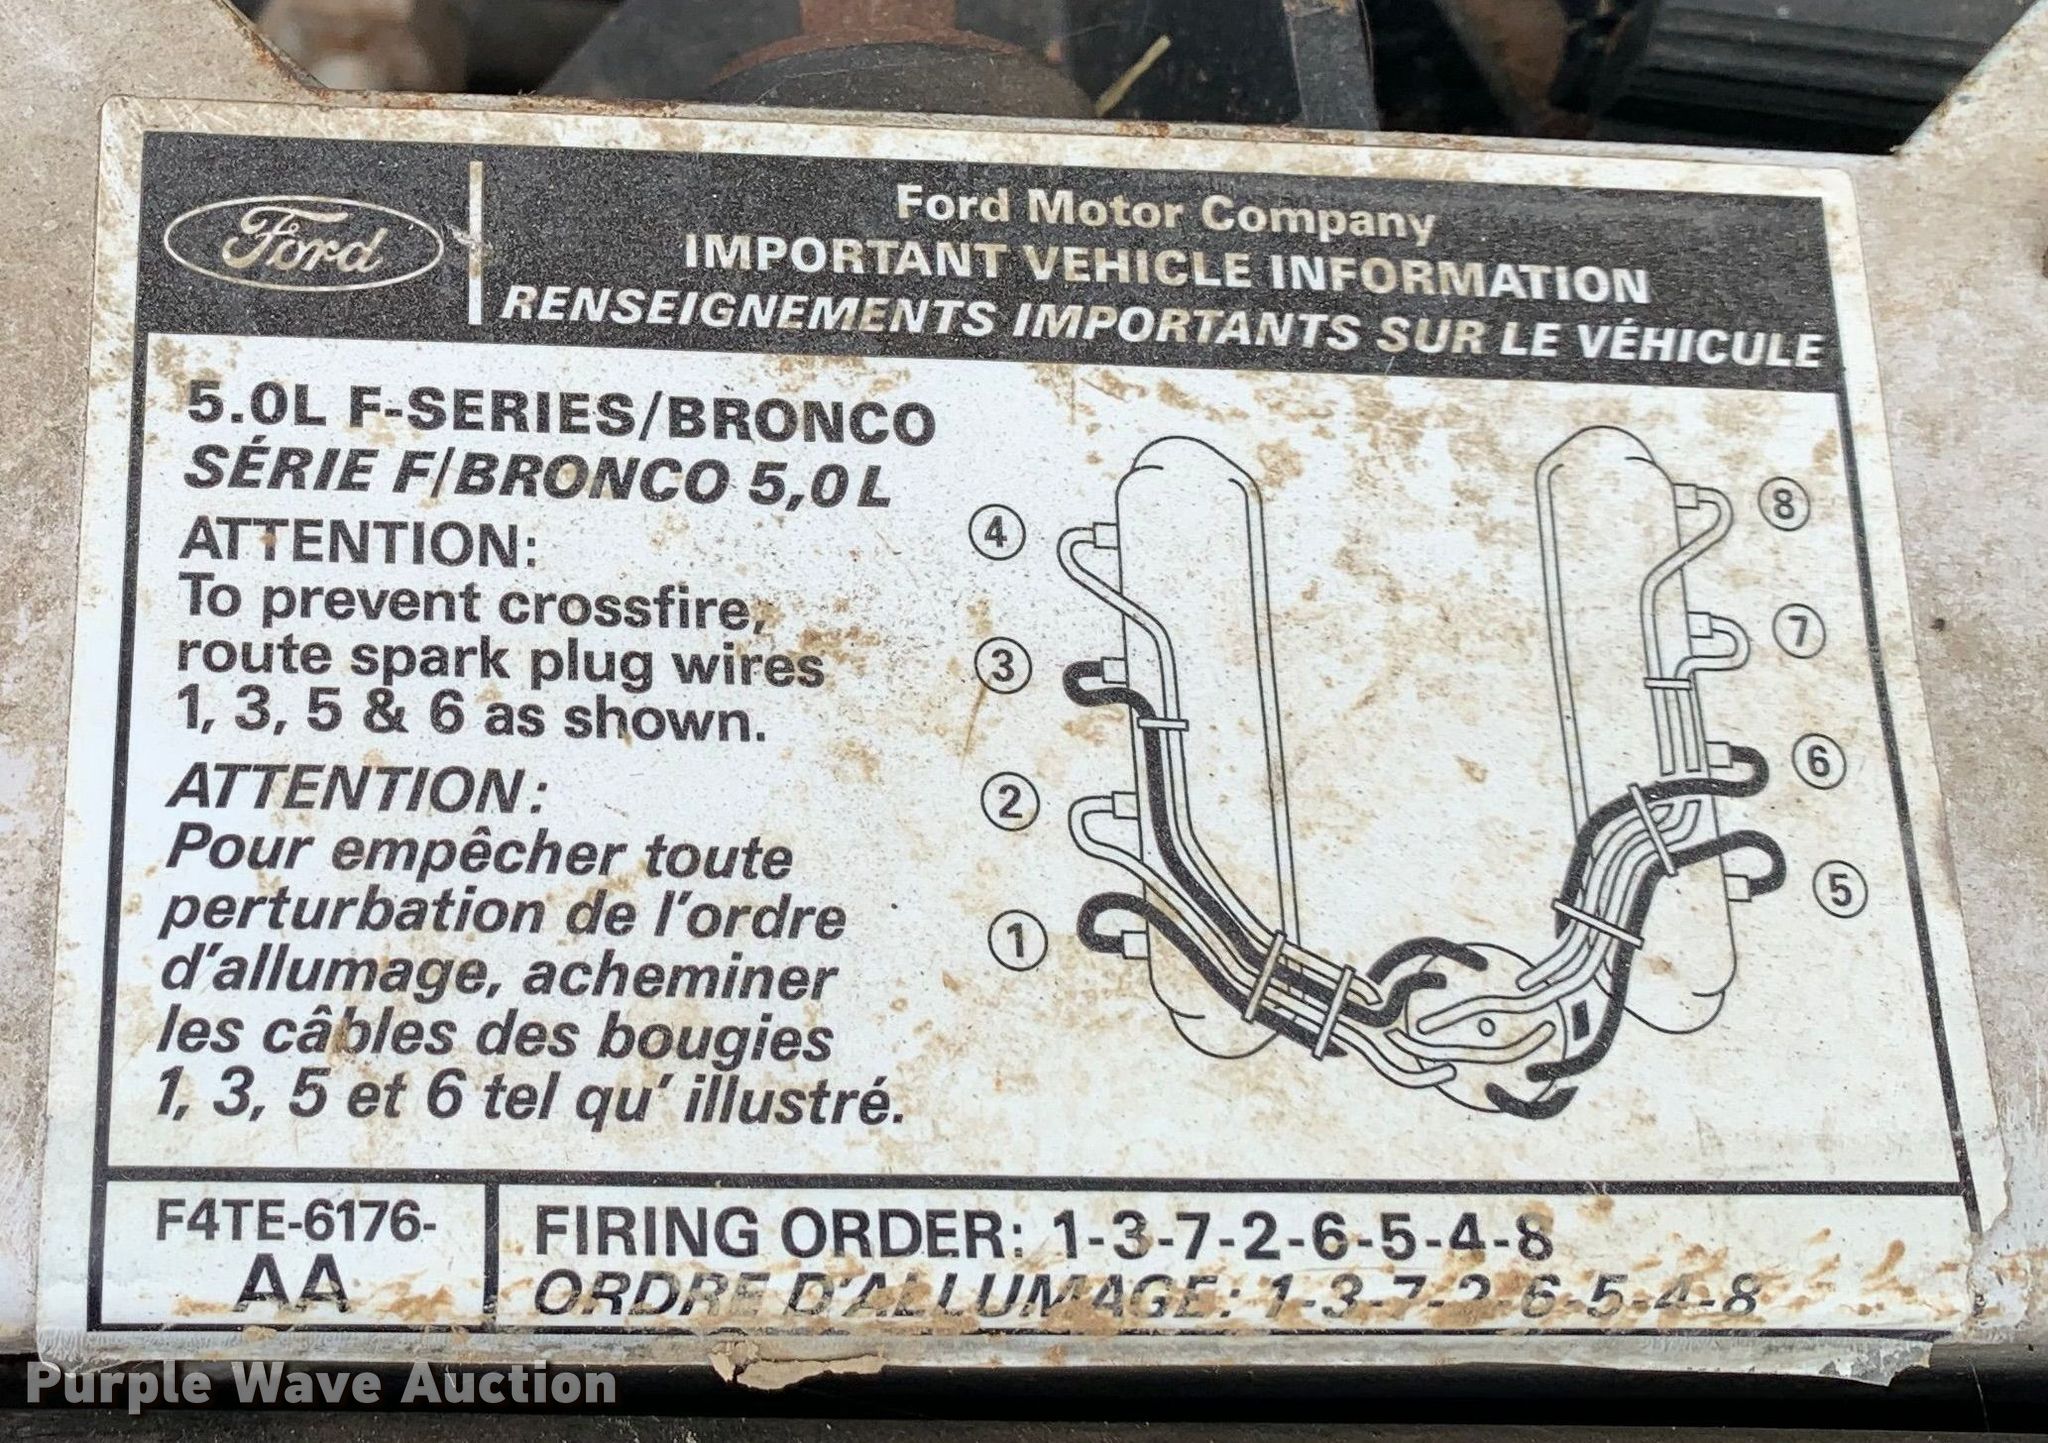 Ford
Ford Motor Company
IMPORTANT VEHICLE INFORMATION
RENSEIGNEMENTS IMPORTANTS SUR LE VÉHICULE
5.0L F-SERIES/BRONCO
SÉRIE F/BRONCO 5,0L
ATTENTION:
To prevent crossfire,
route spark plug wires
1, 3, 5 & 6 as shown.
ATTENTION:
Pour empêcher toute
perturbation de l'ordre
d'allumage, acheminer
les câbles des bougies
1, 3, 5 et 6 tel qu' illustré.
4
3
2
1
8
7
6
5
F4TE-6176-
AA
FIRING ORDER: 1-3-7-2-6-5-4-8
ORDRE D'ALLUMAGE: 1-3-7-2-6-5-4-8
Purple Wave Auction